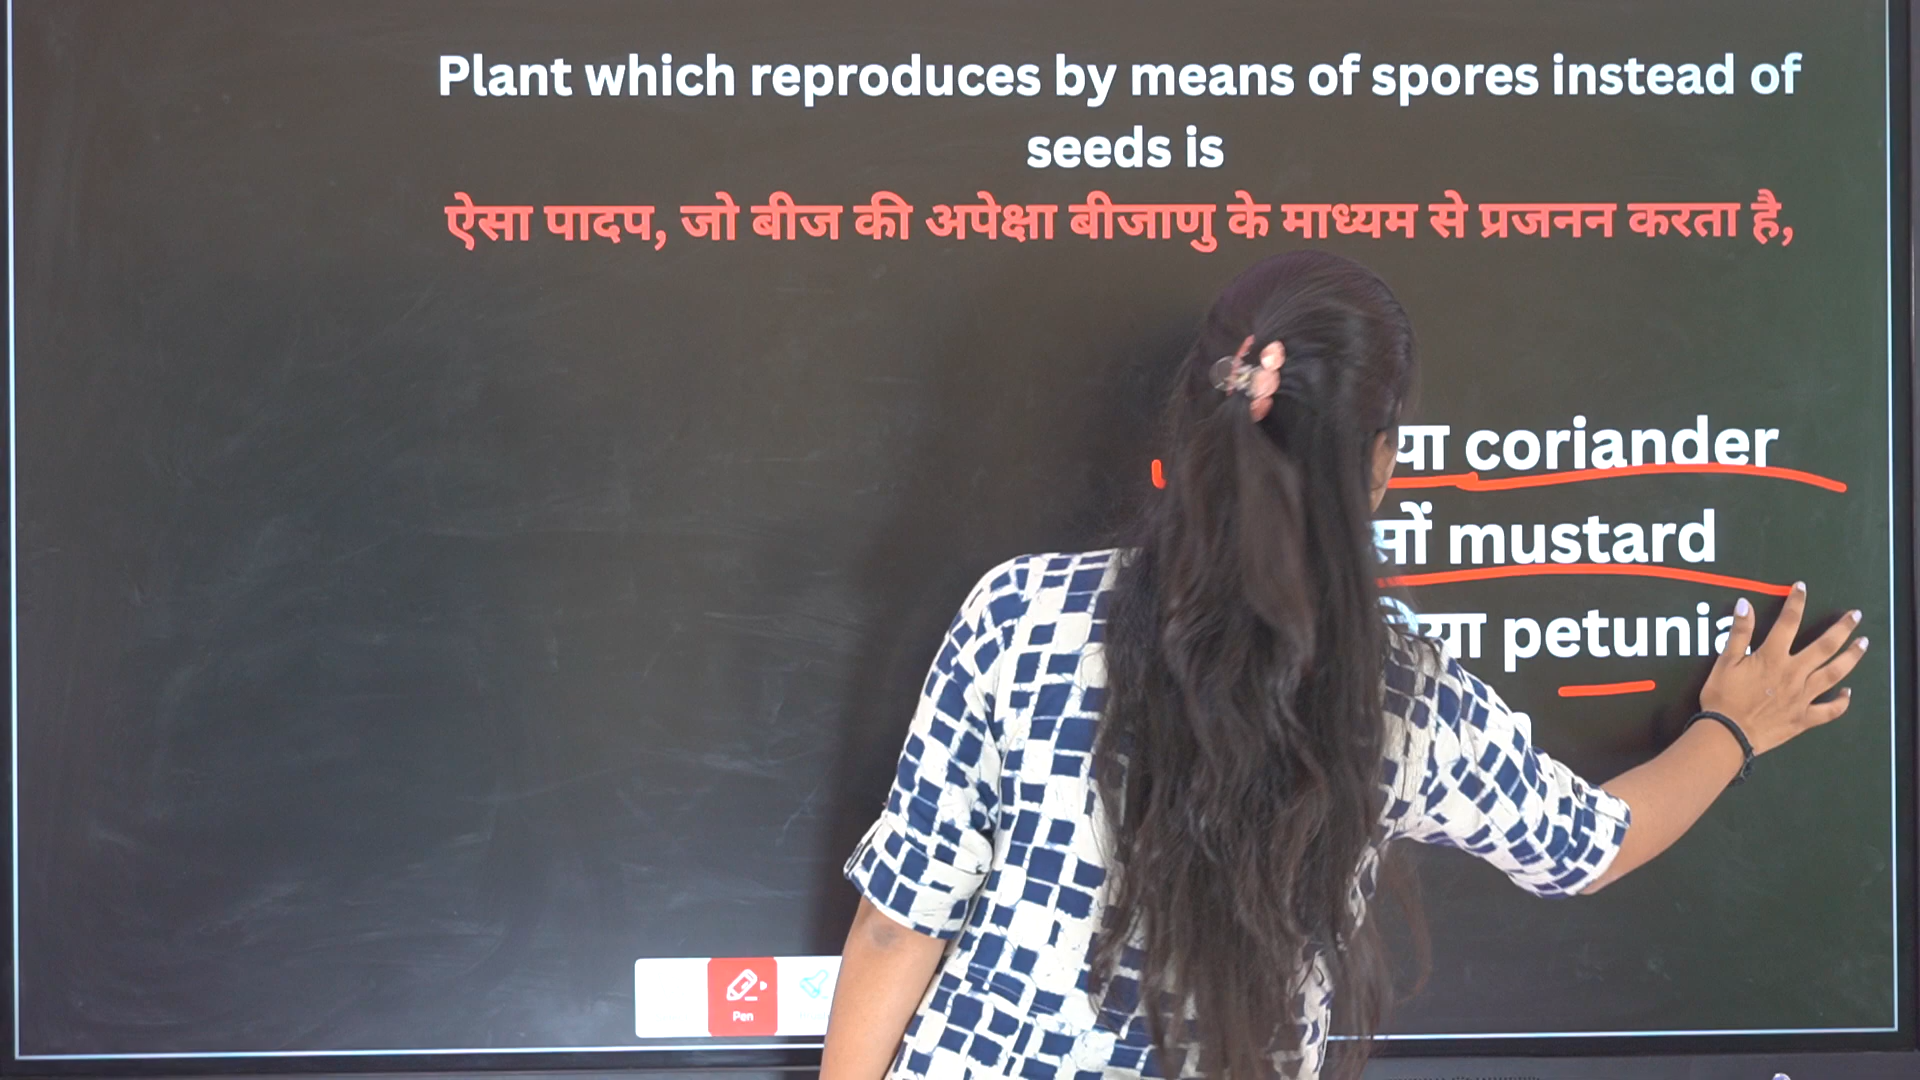 Plant which reproduces by means of spores instead of
seeds is
ऐसा पादप, जो बीज की अपेक्षा बीजाणु के माध्यम से प्रजनन करता है,
coriander
mustard
petunia
Pen